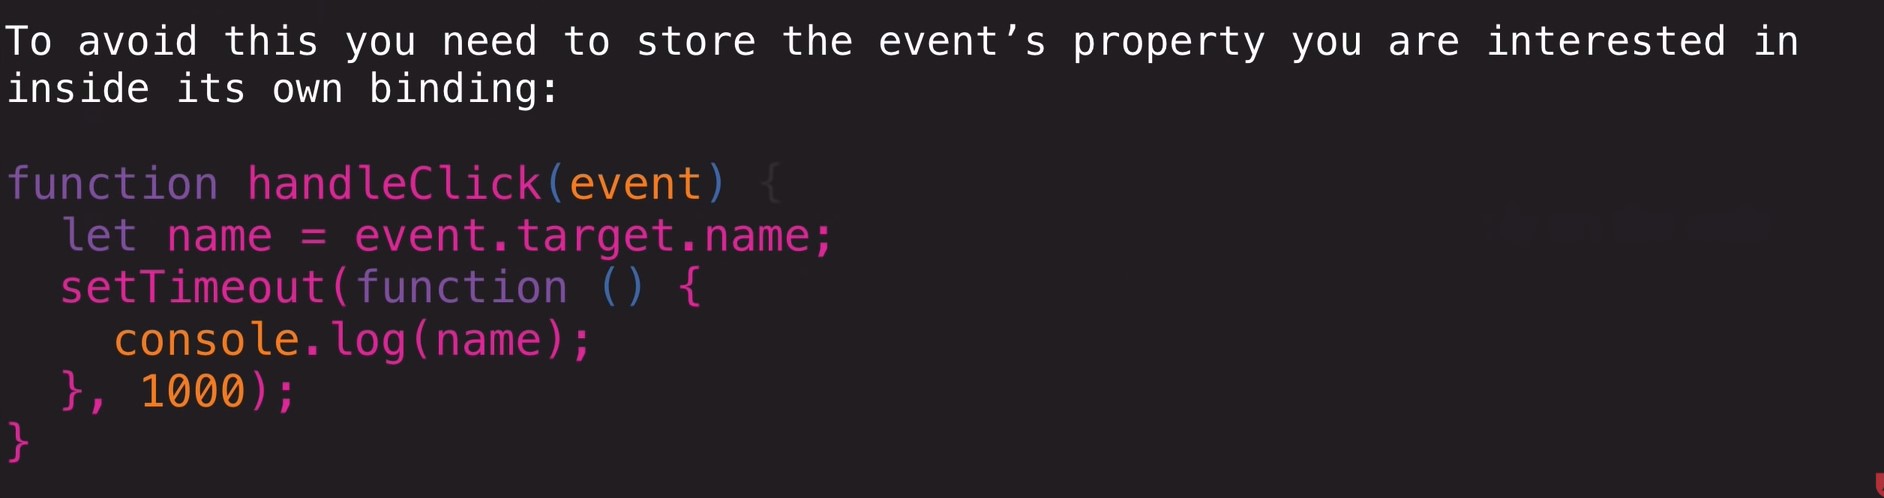 To avoid this you need to store the event’s property you are interested in
inside its own binding:
function handleClick(event) {
  let name = event.target.name;
  setTimeout(function () {
    console.log(name);
  }, 1000);
}